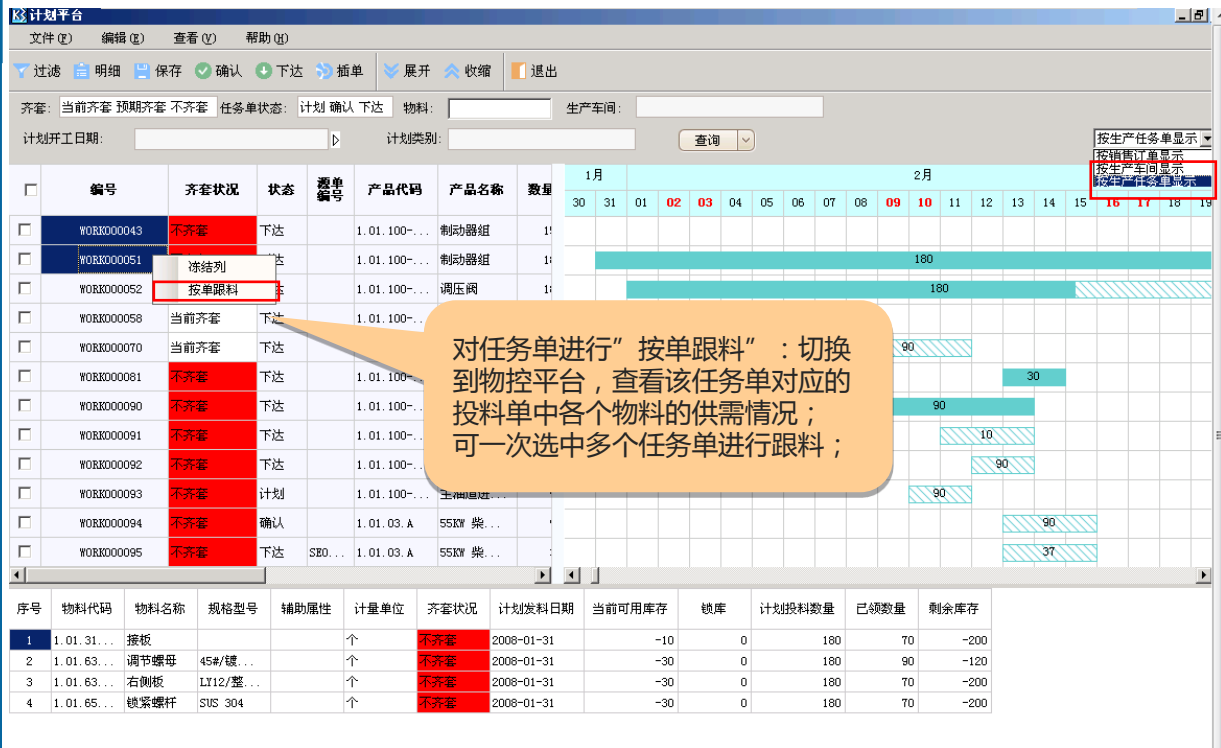 K3 计划平台
文件(F) 编辑(E) 查看(V) 帮助(H)
过滤 明细 保存 确认 下达 插单 展开 收缩 退出
齐套: 当前齐套 预期齐套 不齐套 任务单状态: 计划 确认 下达 物料: 生产车间:
计划开工日期: 计划类别: 查询 按生产任务单显示
按销售订单显示
按生产车间显示
按生产任务单显示
编号 齐套状况 状态 源单编号 产品代码 产品名称 数量 1月 2月
30 31 01 02 03 04 05 06 07 08 09 10 11 12 13 14 15 16 17 18 19
WORK000043 不齐套 下达 1.01.100-... 制动器组
WORK000051 1.01.100-... 制动器组 180
冻结列
按单跟料
WORK000052 1.01.100-... 调压阀 180
WORK000058 当前齐套 下达 1.01.100-..
WORK000070 当前齐套 下达 90
WORK000081 不齐套 下达 1.01.100-.. 30
WORK000090 不齐套 下达 1.01.100-.. 90
WORK000091 不齐套 下达 1.01.100-.. 10
WORK000092 不齐套 下达 1.01.100-.. 90
WORK000093 不齐套 计划 1.01.100-.. 90
WORK000094 不齐套 确认 1.01.03.A 55KW 柴... 90
WORK000095 不齐套 下达 SEO... 1.01.03.A 55KW 柴... 37
对任务单进行”按单跟料”:切换
到物控平台,查看该任务单对应的
投料单中各个物料的供需情况;
可一次选中多个任务单进行跟料;
序号 物料代码 物料名称 规格型号 辅助属性 计量单位 齐套状况 计划发料日期 当前可用库存 锁库 计划投料数量 已领数量 剩余库存
1 1.01.31... 接板 个 不齐套 2008-01-31 -10 0 180 70 -200
2 1.01.63... 调节螺母 45#/镀... 个 不齐套 2008-01-31 -30 0 180 90 -120
3 1.01.63... 右侧板 LY12/整... 个 不齐套 2008-01-31 -30 0 180 70 -200
4 1.01.65... 锁紧螺杆 SUS 304 个 不齐套 2008-01-31 -30 0 180 70 -200